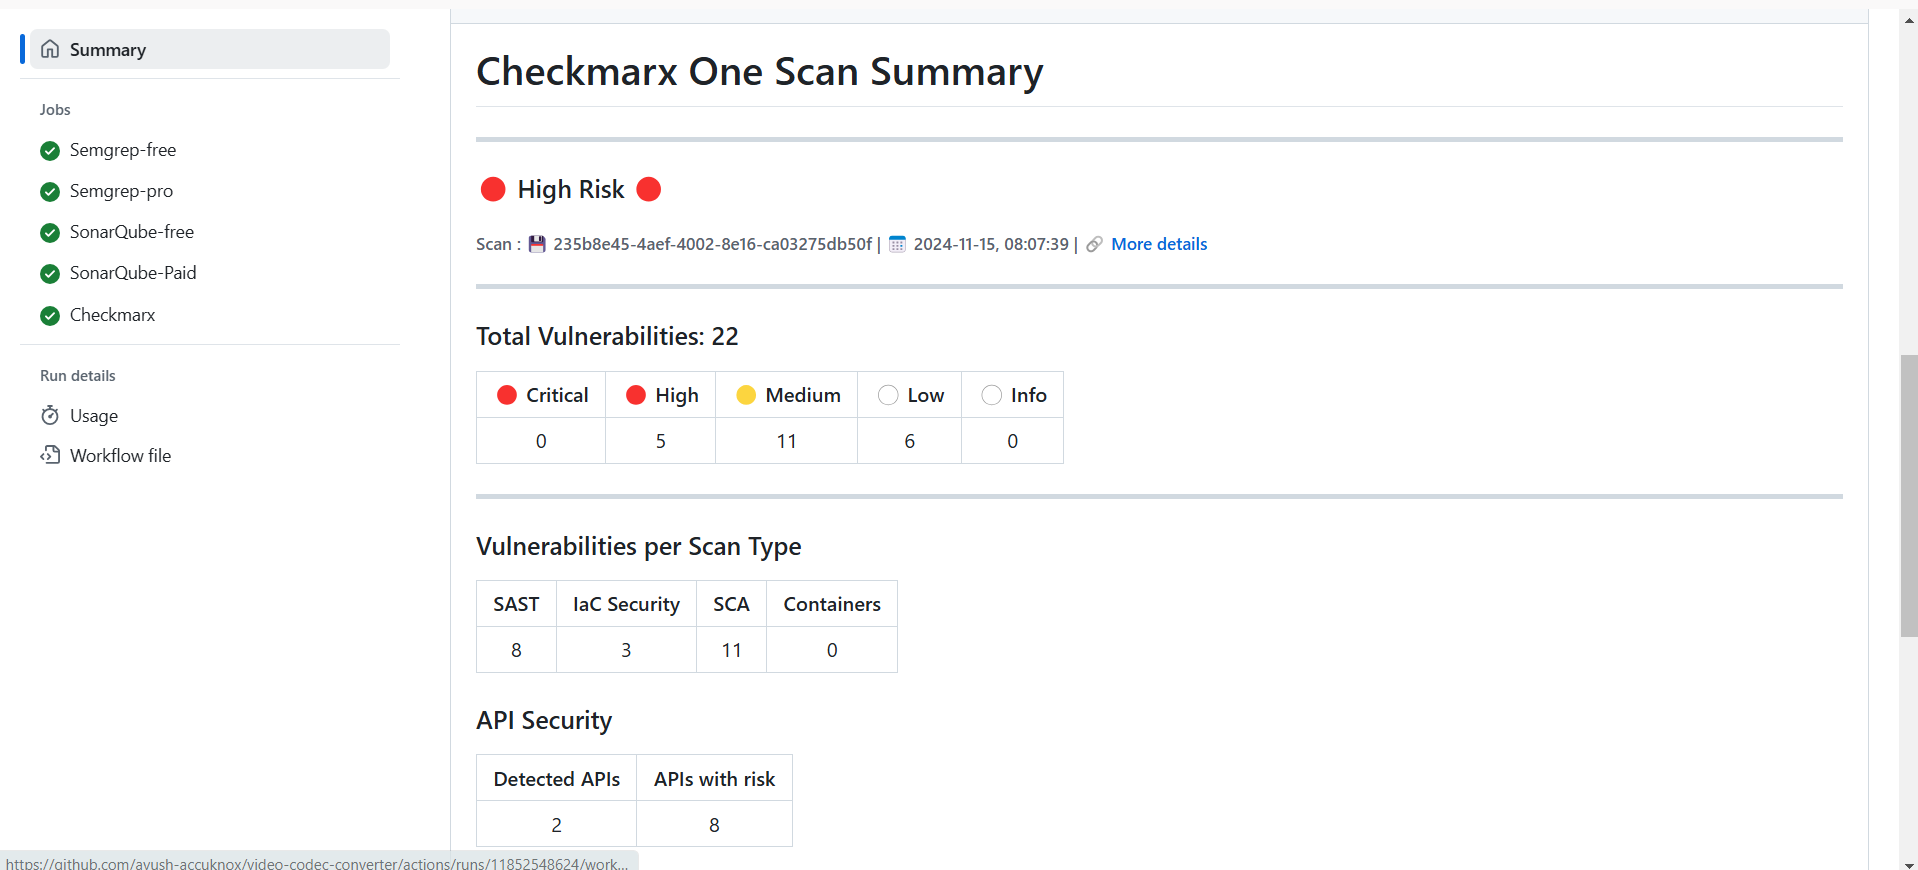 Summary
Jobs
Semgrep-free
Semgrep-pro
SonarQube-free
SonarQube-Paid
Checkmarx
Run details
Usage
Workflow file
Checkmarx One Scan Summary
High Risk
Scan : 235b8e45-4aef-4002-8e16-ca03275db50f | 2024-11-15, 08:07:39 | More details
Total Vulnerabilities: 22
Critical High Medium Low Info
0 5 11 6 0
Vulnerabilities per Scan Type
SAST IaC Security SCA Containers
8 3 11 0
API Security
Detected APIs APIs with risk
2 8
https://github.com/ayush-accuknox/video-codec-converter/actions/runs/11852548624/work...